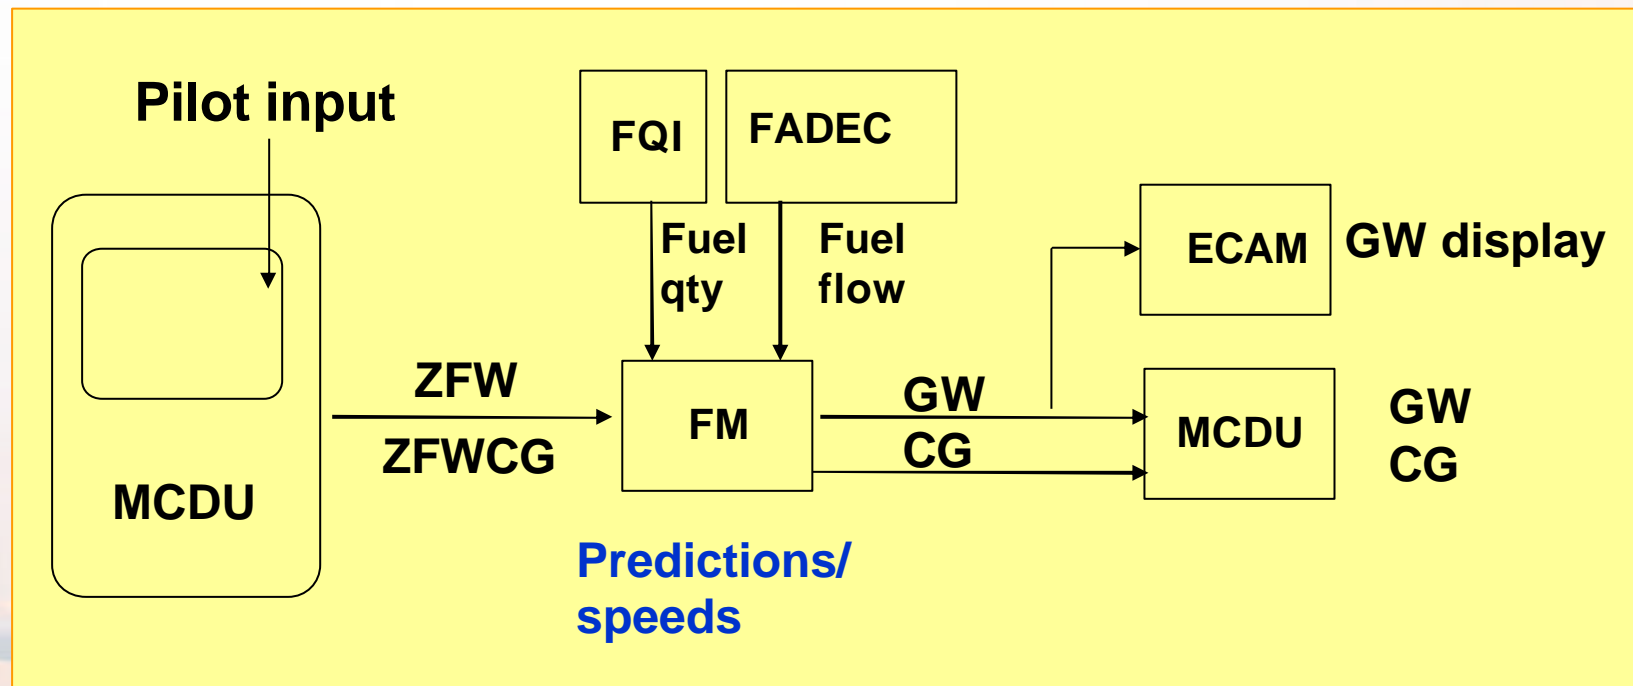 Pilot input
FQI
FADEC
Fuel
qty
Fuel
flow
ECAM
GW display
MCDU
ZFW
ZFWCG
FM
GW
CG
MCDU
GW
CG
Predictions/
speeds